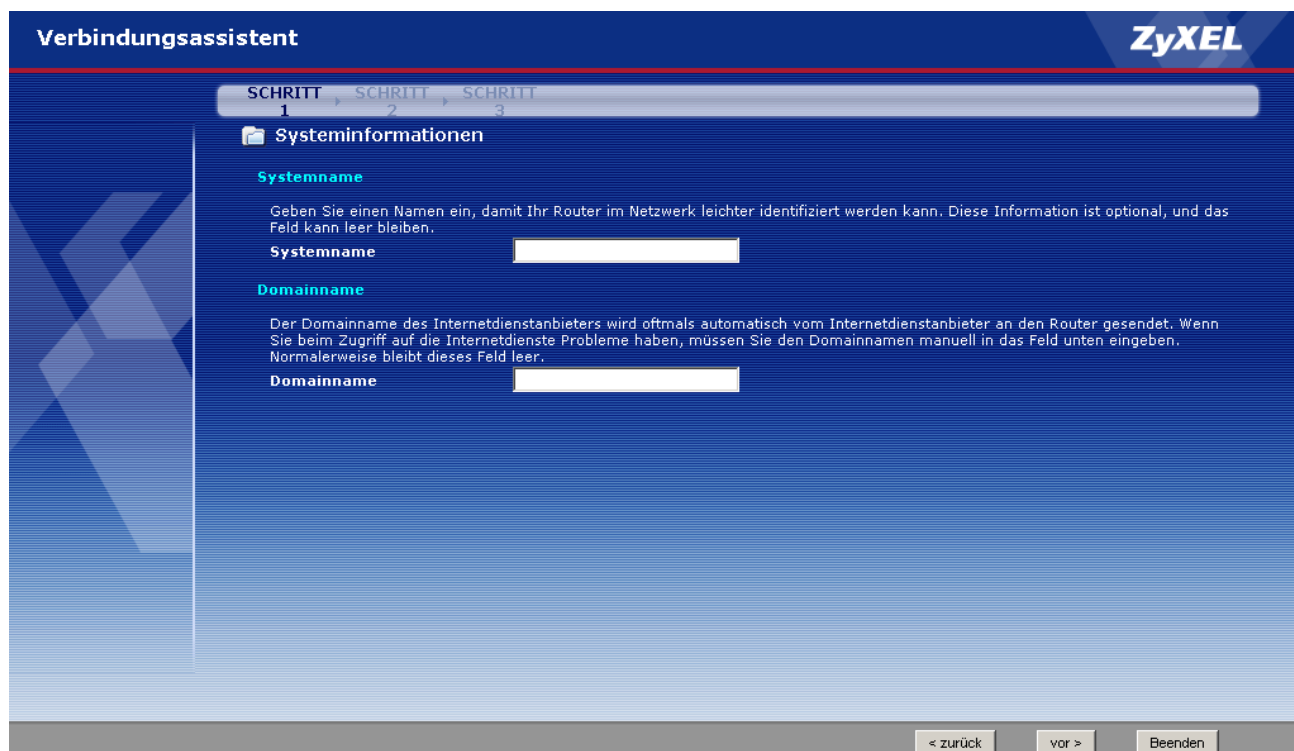 Verbindungsassistent
ZyXEL
SCHRITT 1
SCHRITT 2
SCHRITT 3
Systeminformationen
Systemname
Geben Sie einen Namen ein, damit Ihr Router im Netzwerk leichter identifiziert werden kann. Diese Information ist optional, und das
Feld kann leer bleiben.
Systemname
Domainname
Der Domainname des Internetdienstanbieters wird oftmals automatisch vom Internetdienstanbieter an den Router gesendet. Wenn
Sie beim Zugriff auf die Internetdienste Probleme haben, müssen Sie den Domainnamen manuell in das Feld unten eingeben.
Normalerweise bleibt dieses Feld leer.
Domainname
< zurück
vor >
Beenden